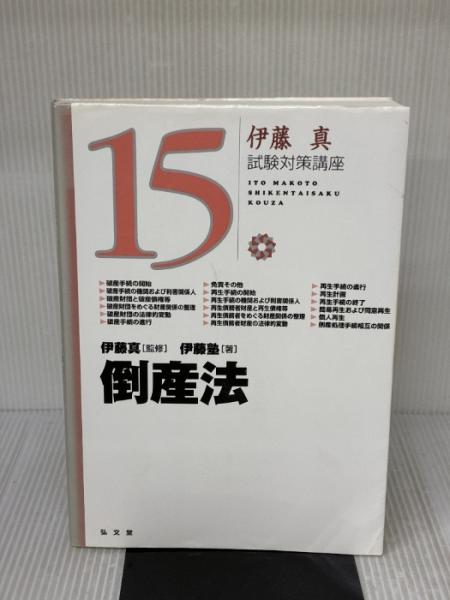 15
伊藤 真
試験対策講座
ITO MAKOTO
SHIKENTAISAKU
KOUZA
▶破産手続の開始
▶破産手続の機関および利害関係人
▶破産財団と破産債権等
▶破産財団をめぐる財産関係の整理
▶破産財団の法律的変動
▶破産手続の進行
▶免責その他
▶再生手続の開始
▶再生手続の機関および利害関係人
▶再生債務者財産と再生債権等
▶再生債務者をめぐる財産関係の整理
▶再生債務者財産の法律的変動
▶再生手続の進行
▶再生計画
▶再生手続の終了
▶簡易再生および同意再生
▶個人再生
▶倒産処理手続相互の関係
伊藤真[監修] 伊藤塾[著]
倒産法
弘文堂